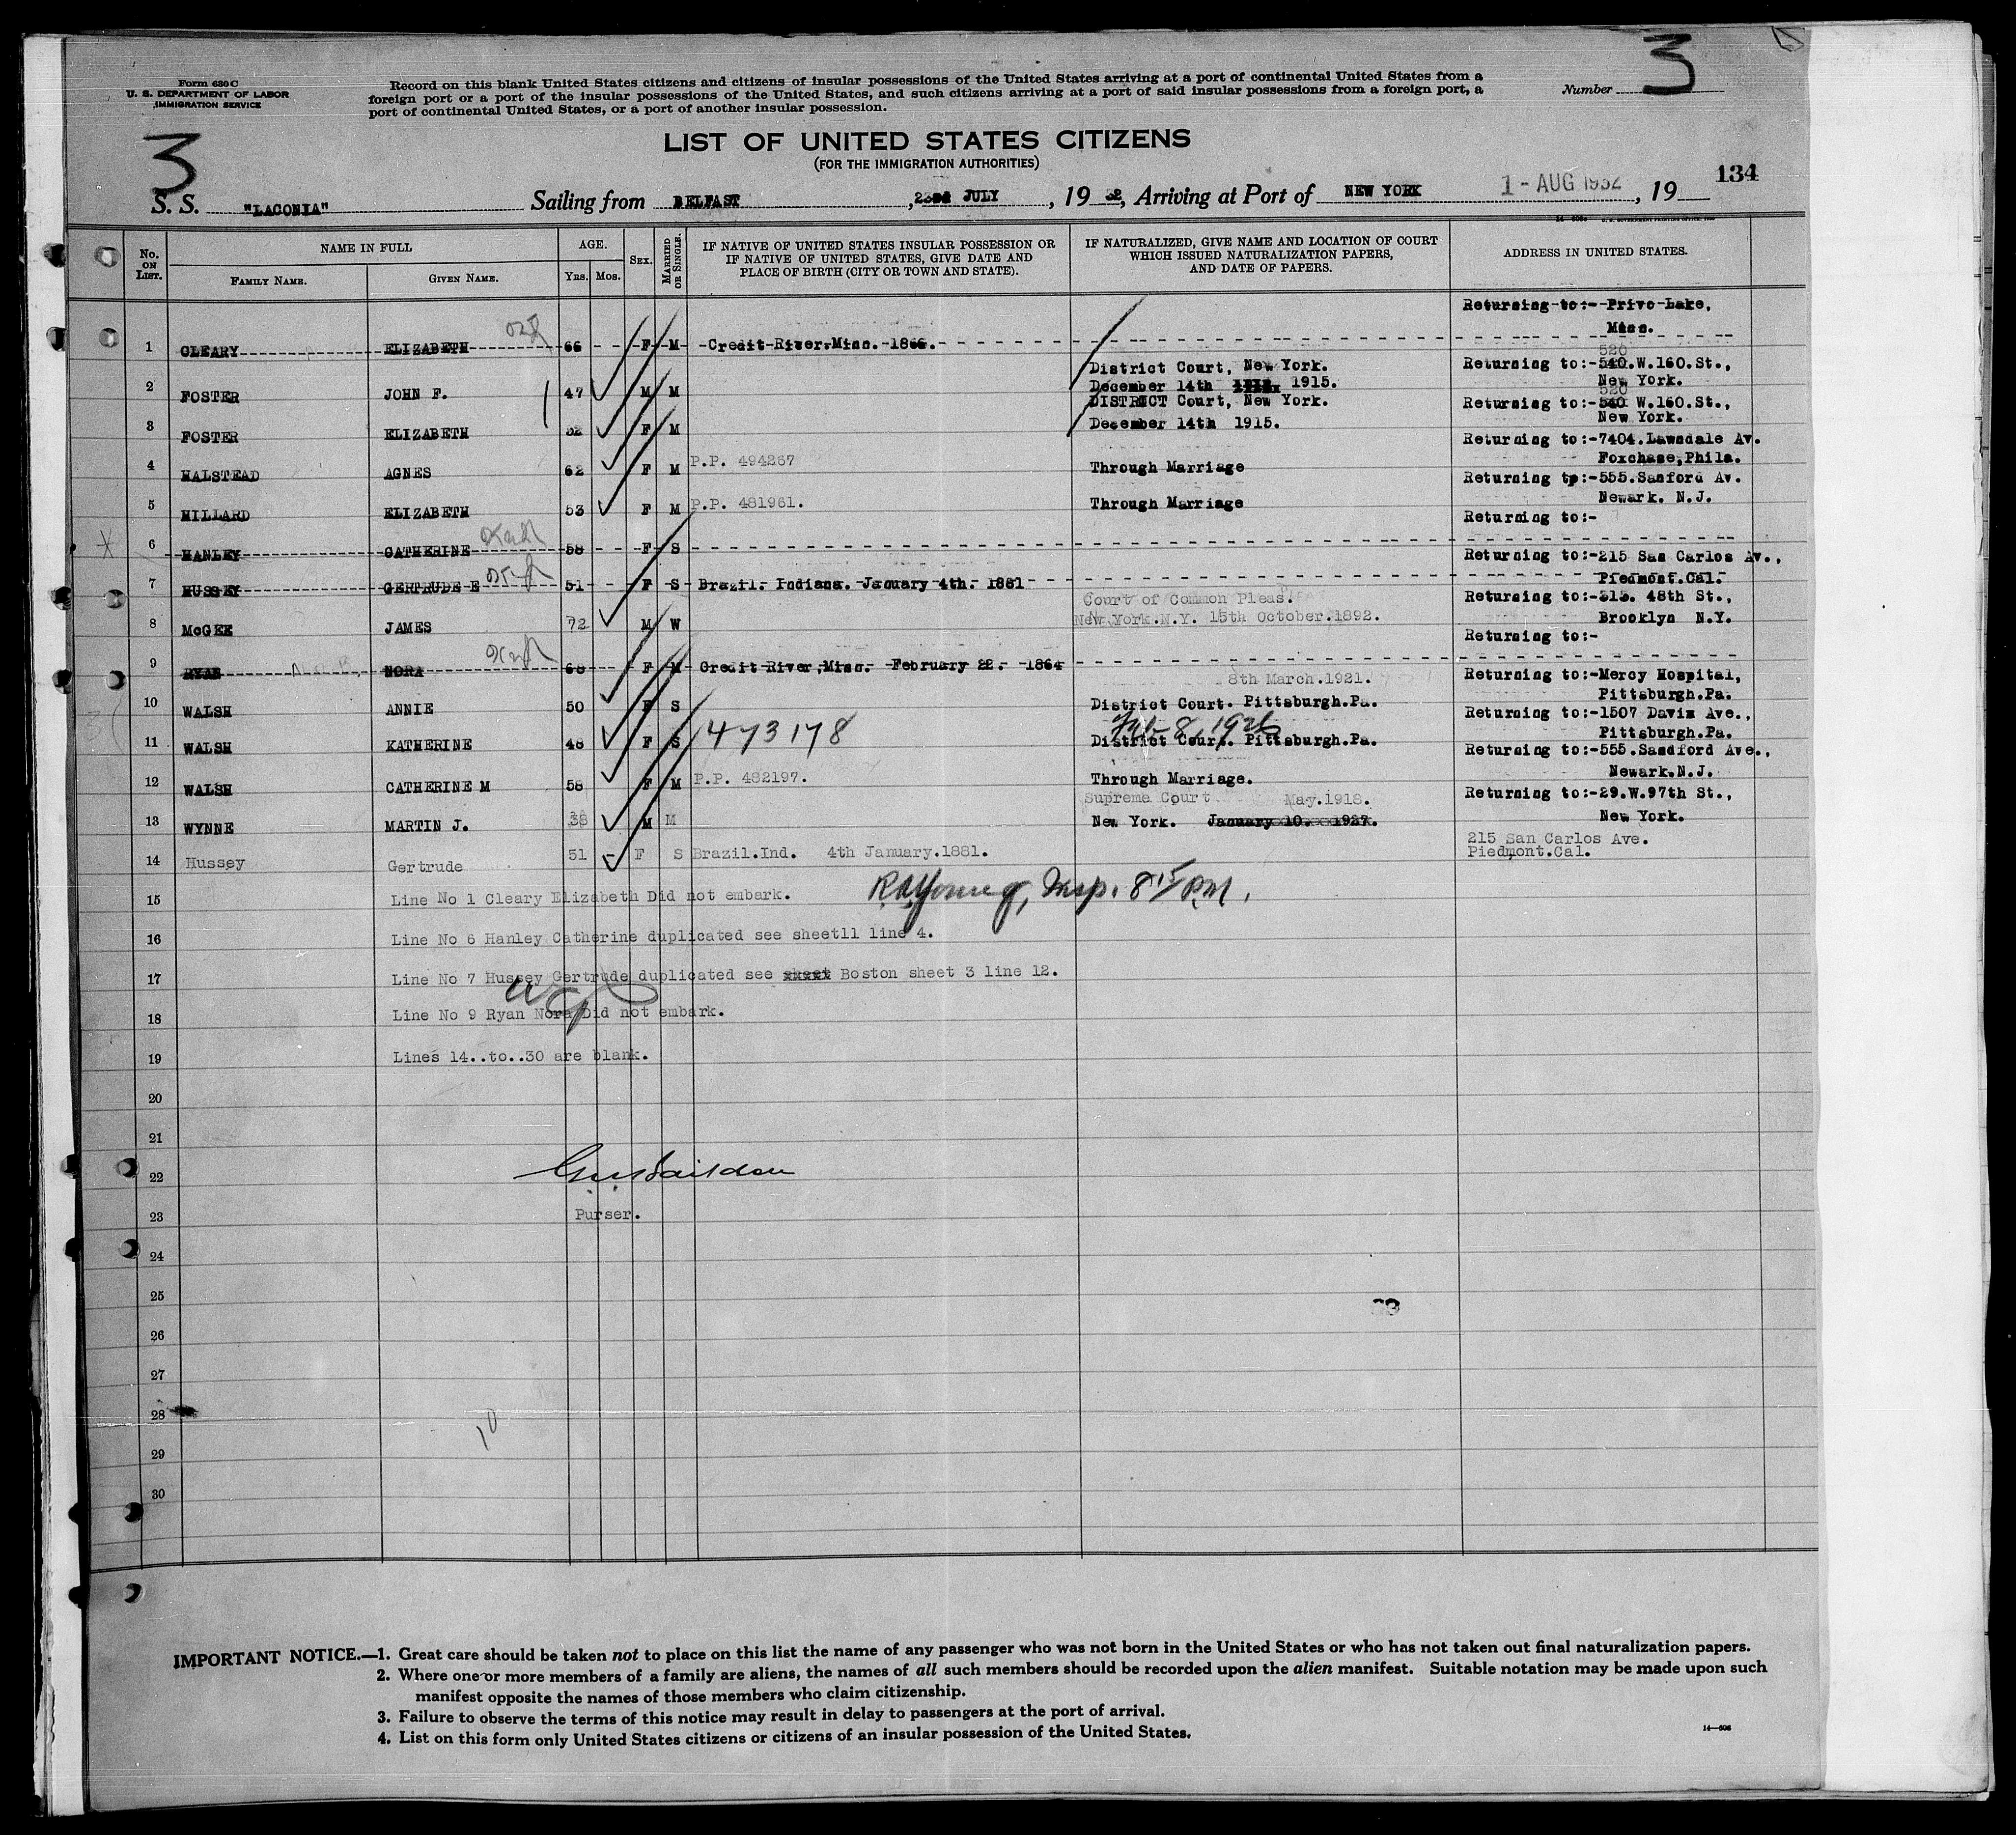 Form 630 C
U. S. DEPARTMENT OF LABOR
IMMIGRATION SERVICE
Record on this blank United States citizens and citizens of insular possessions of the United States arriving at a port of continental United States from a
foreign port or a port of the insular possessions of the United States, and such citizens arriving at a port of said insular possessions from a foreign port, a
port of continental United States, or a port of another insular possession.
Number 3
3
LIST OF UNITED STATES CITIZENS
(FOR THE IMMIGRATION AUTHORITIES)
134
S. S. "LACONIA" Sailing from BELFAST, JULY, 19 32, Arriving at Port of NEW YORK 1 - AUG 1932, 19
No. ON LIST. NAME IN FULL FAMILY NAME. GIVEN NAME. AGE. YRS. MOS. SEX. MARRIED OR SINGLE.
IF NATIVE OF UNITED STATES INSULAR POSSESSION OR
IF NATIVE OF UNITED STATES, GIVE DATE AND
PLACE OF BIRTH (CITY OR TOWN AND STATE).
IF NATURALIZED, GIVE NAME AND LOCATION OF COURT
WHICH ISSUED NATURALIZATION PAPERS,
AND DATE OF PAPERS.
ADDRESS IN UNITED STATES.
Returning to:- Privo Lake,
Minn.
1 CLEARY ELIZABETH 66 F M Credit River.Minn. 1866.
District Court, New York. Returning to:-540.W.160.St.,
520
2 FOSTER JOHN F. 47 M M December 14th 1915. New York.
DISTRICT Court, New York. Returning to:-540 W.160.St.,
520
3 FOSTER ELIZABETH 52 F M December 14th 1915. New York.
Returning to:-7404.Lawndale Av.
4 HALSTEAD AGNES 62 F M P.P. 494267 Through Marriage Foxchase,Phila.
Returning to:-555.Sanford Av.
5 HILLARD ELIZABETH 53 F M P.P. 481961. Through Marriage Newark. N.J.
Returning to:-
6 HANLEY CATHERINE 58 F S
Returning to:-215 San Carlos Av.,
7 HUSSEY GERTRUDE E 51 F S Brazil. Indiana. January 4th. 1881 Piedmont.Cal.
Court of Common Pleas. Returning to:-313. 48th St.,
8 McGEE JAMES 72 M W New York.N.Y. 15th October.1892. Brooklyn N.Y.
Returning to:-
9 RYAN NORA 68 F M Credit River,Minn. February 22. 1864
8th March.1921. Returning to:-Mercy Hospital,
10 WALSH ANNIE 50 F S District Court. Pittsburgh.Pa. Pittsburgh.Pa.
Feb 8, 1926 Returning to:-1507 Davis Ave.,
11 WALSH KATHERINE 48 F S 473178 District Court. Pittsburgh.Pa. Pittsburgh.Pa.
Returning to:-555.Sandford Ave.,
12 WALSH CATHERINE M 58 F M P.P. 482197. Through Marriage. Newark.N.J.
Supreme Court May.1918. Returning to:-29.W.97th St.,
13 WYNNE MARTIN J. 38 M M New York. January 10. 1927. New York.
215 San Carlos Ave.
14 Hussey Gertrude 51 - F S Brazil.Ind. 4th January.1881. Piedmont.Cal.
15 Line No 1 Cleary Elizabeth Did not embark. Insp. 8 15 PM.
16 Line No 6 Hanley Catherine duplicated see sheet11 line 4.
17 Line No 7 Hussey Gertrude duplicated see sheet Boston sheet 3 line 12.
18 Line No 9 Ryan Nora Did not embark.
19 Lines 14..to..30 are blank.
20
21
22
23 Purser.
24
25
26
27
28
29
10
30
IMPORTANT NOTICE.—1. Great care should be taken not to place on this list the name of any passenger who was not born in the United States or who has not taken out final naturalization papers.
2. Where one or more members of a family are aliens, the names of all such members should be recorded upon the alien manifest. Suitable notation may be made upon such
manifest opposite the names of those members who claim citizenship.
3. Failure to observe the terms of this notice may result in delay to passengers at the port of arrival.
4. List on this form only United States citizens or citizens of an insular possession of the United States.